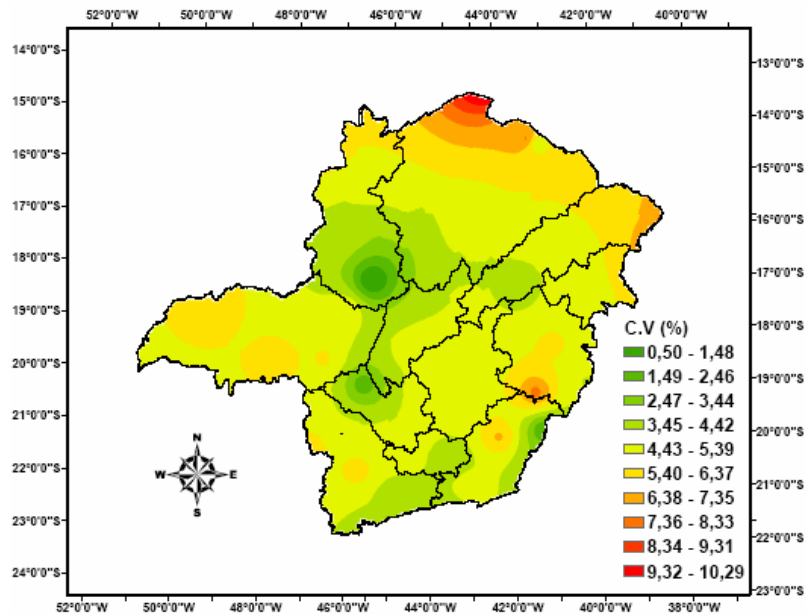 52°0'0"W 50°0'0"W 48°0'0"W 46°0'0"W 44°0'0"W 42°0'0"W 40°0'0"W
14°0'0"S
15°0'0"S
16°0'0"S
17°0'0"S
18°0'0"S
19°0'0"S
20°0'0"S
21°0'0"S
22°0'0"S
23°0'0"S
24°0'0"S
13°0'0"S
14°0'0"S
15°0'0"S
16°0'0"S
17°0'0"S
18°0'0"S
19°0'0"S
20°0'0"S
21°0'0"S
22°0'0"S
23°0'0"S
N
W E
S
C.V (%)
0,50 - 1,48
1,49 - 2,46
2,47 - 3,44
3,45 - 4,42
4,43 - 5,39
5,40 - 6,37
6,38 - 7,35
7,36 - 8,33
8,34 - 9,31
9,32 - 10,29
52°0'0"W 50°0'0"W 48°0'0"W 46°0'0"W 44°0'0"W 42°0'0"W 40°0'0"W 38°0'0"W